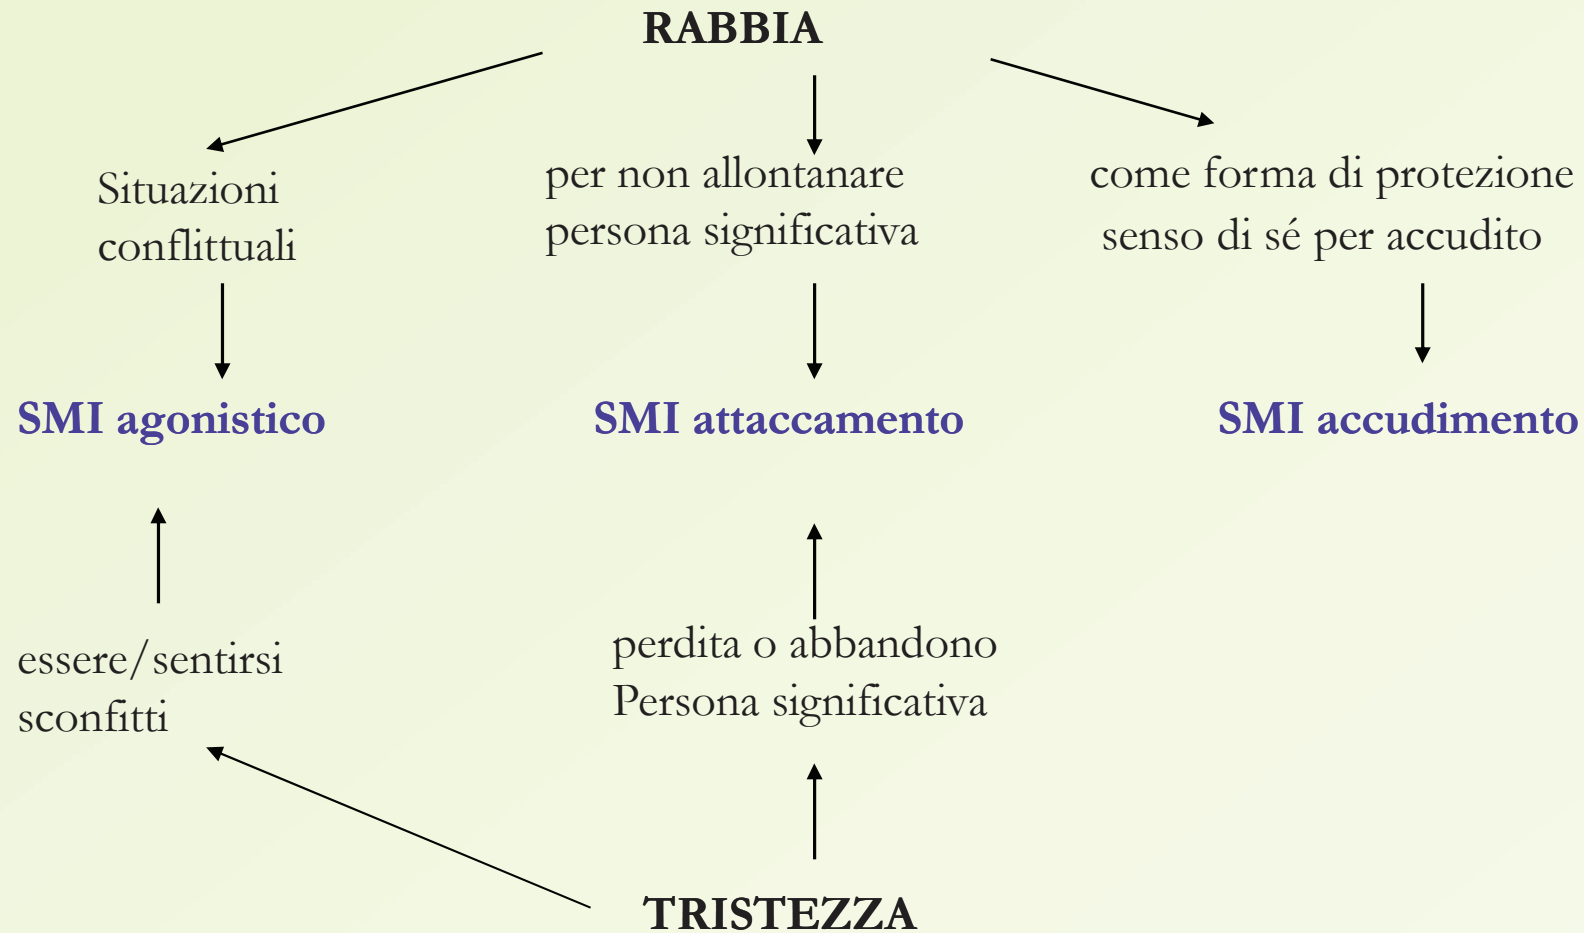 RABBIA
Situazioni
conflittuali
per non allontanare
persona significativa
come forma di protezione
senso di sé per accudito
SMI agonistico
SMI attaccamento
SMI accudimento
essere/sentirsi
sconfitti
perdita o abbandono
Persona significativa
TRISTEZZA